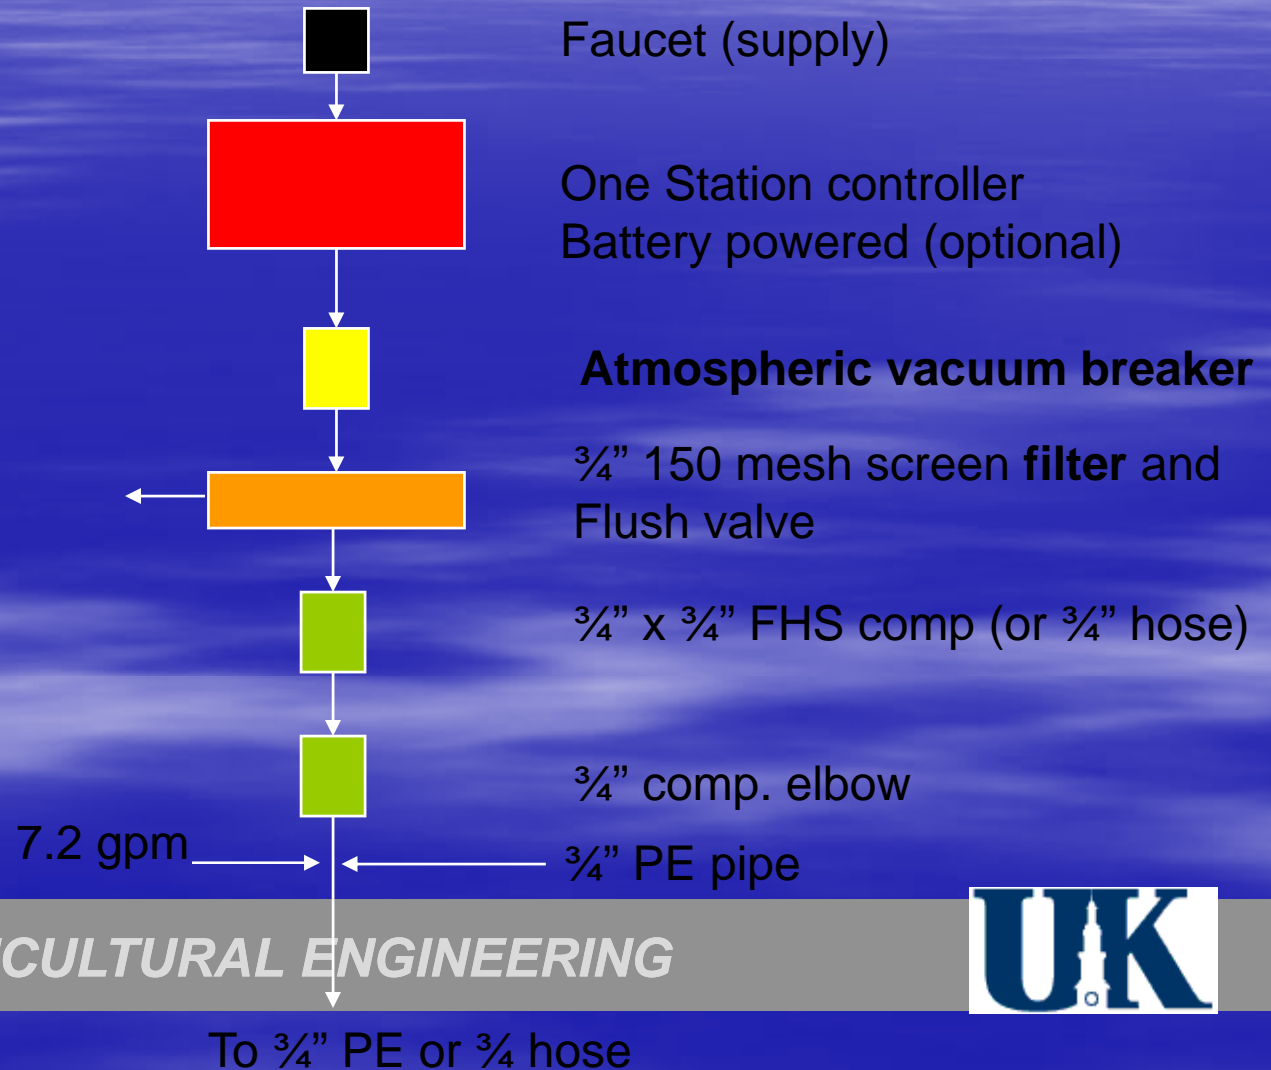 Faucet (supply)
One Station controller
Battery powered (optional)
Atmospheric vacuum breaker
¾” 150 mesh screen filter and
Flush valve
¾” x ¾” FHS comp (or ¾” hose)
¾” comp. elbow
7.2 gpm
¾” PE pipe
CULTURAL ENGINEERING
UK
To ¾” PE or ¾ hose